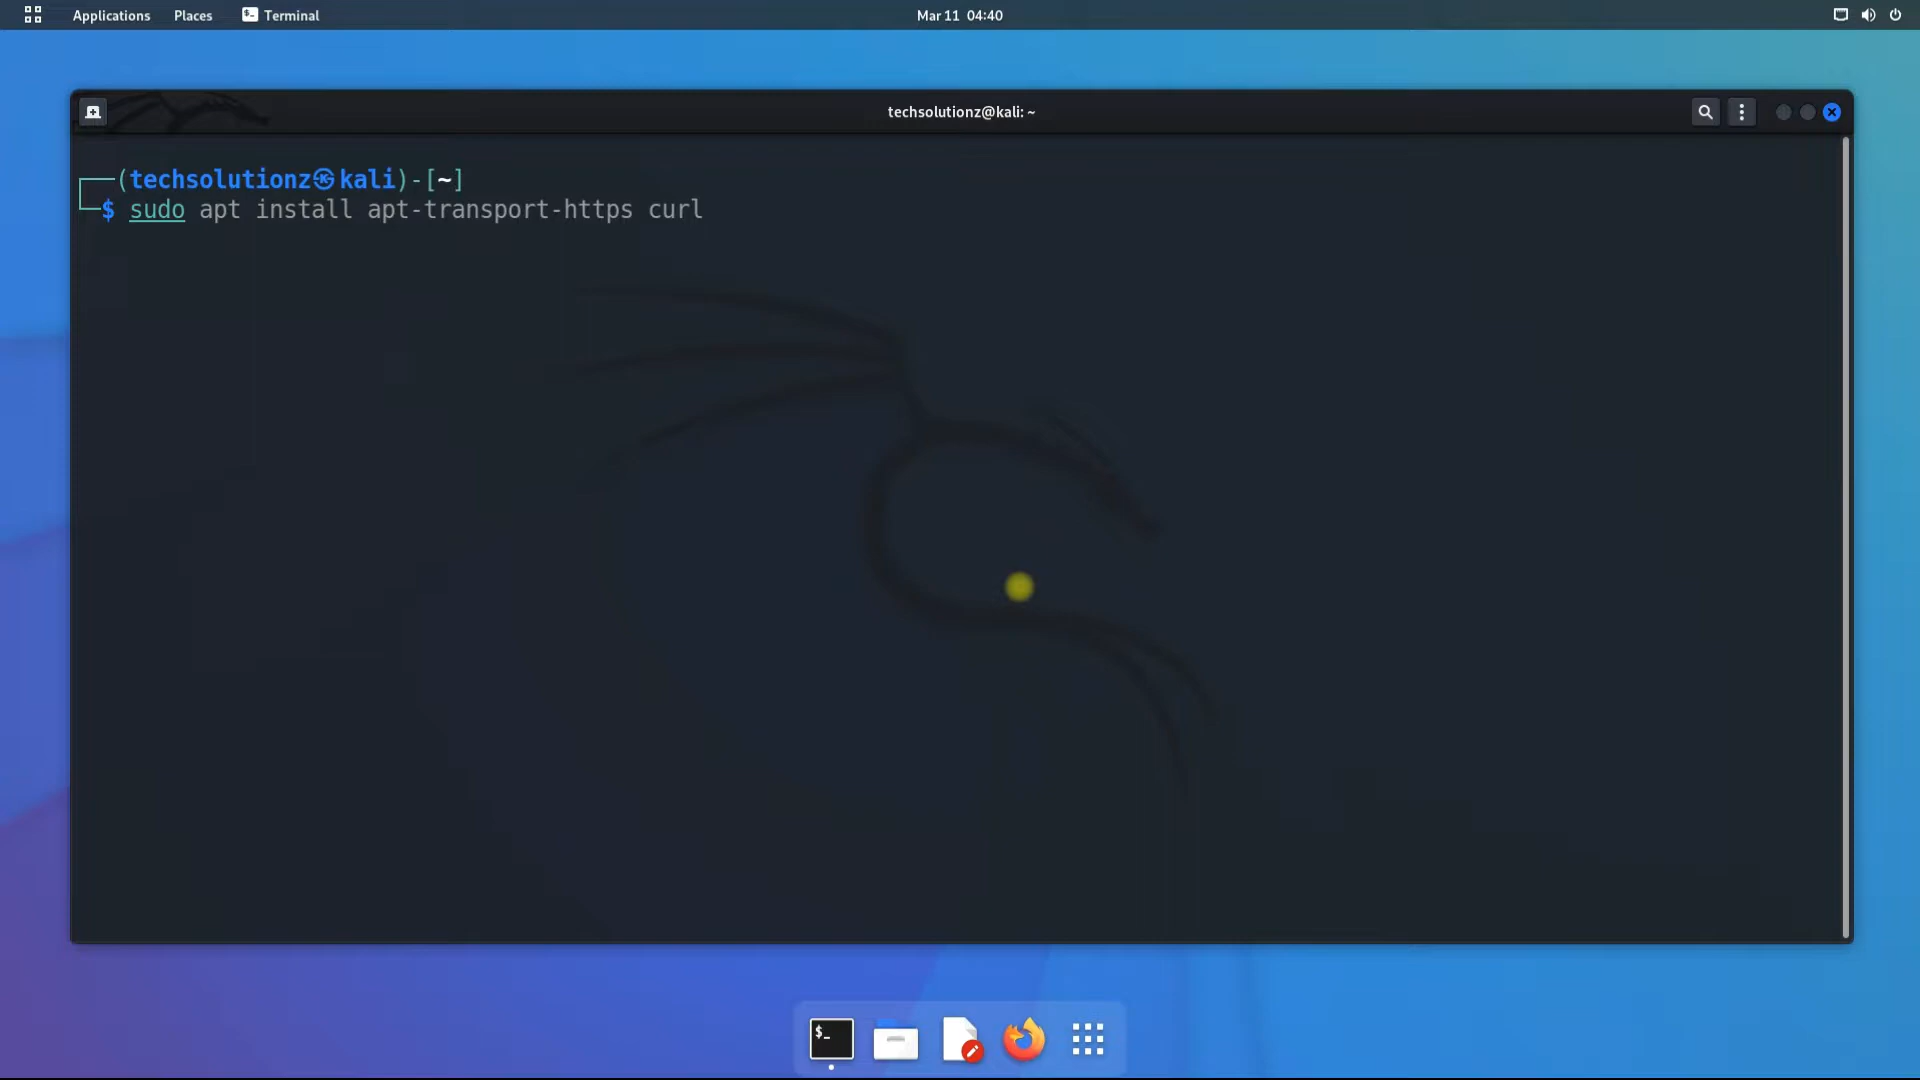 Applications Places Terminal Mar 11 04:40
techsolutionz@kali: ~
(techsolutionz㉿kali)-[~]
$ sudo apt install apt-transport-https curl
$_